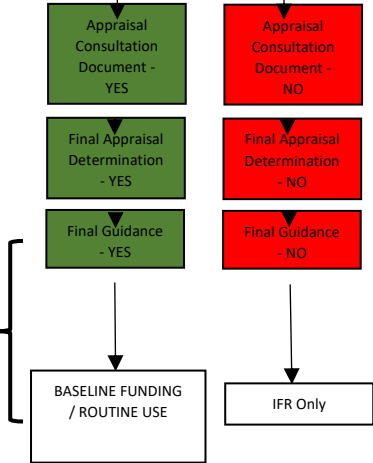 Appraisal
Consultation
Document -
YES
Final Appraisal
Determination
- YES
Final Guidance
- YES
BASELINE FUNDING
/ ROUTINE USE
Appraisal
Consultation
Document -
NO
Final Appraisal
Determination
- NO
Final Guidance
- NO
IFR Only